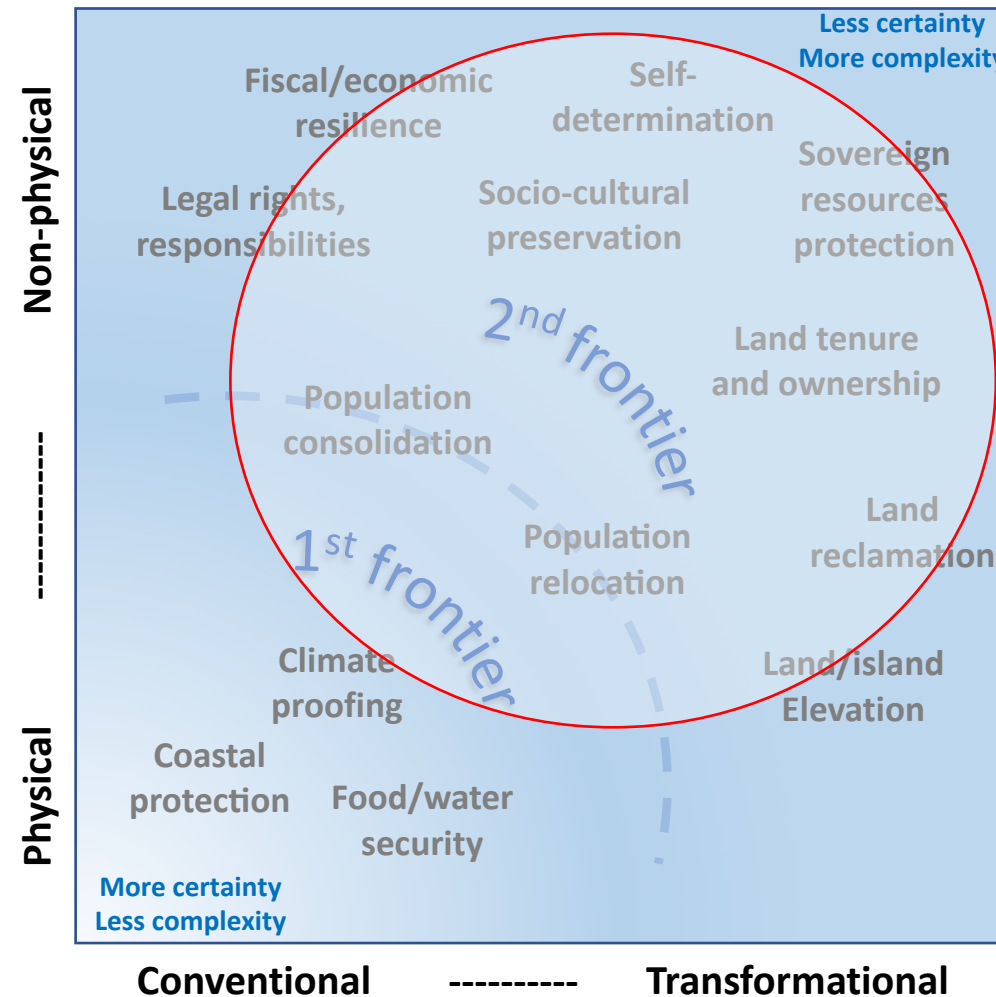 Less certainty
More complexity
Non-physical
------------
Physical
Fiscal/economic
resilience
Self-
determination
Sovereign
resources
protection
Legal rights,
responsibilities
Socio-cultural
preservation
2nd frontier
Land tenure
and ownership
Population
consolidation
1st frontier
Population
relocation
Land
reclamation
Climate
proofing
Land/island
Elevation
Coastal
protection
Food/water
security
More certainty
Less complexity
Conventional ---------- Transformational